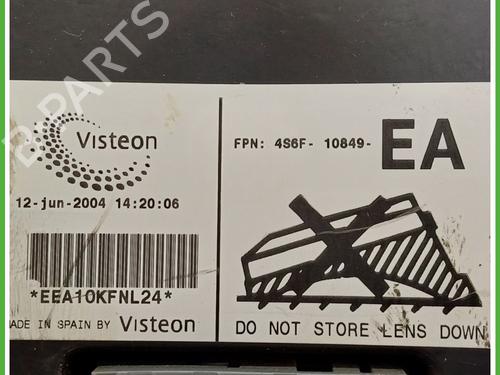 Visteon
12-jun-2004 14:20:06
*EEA10KFNL24*
MADE IN SPAIN BY Visteon
FPN: 4S6F- 10849- EA
DO NOT STORE LENS DOWN
B-PARTS